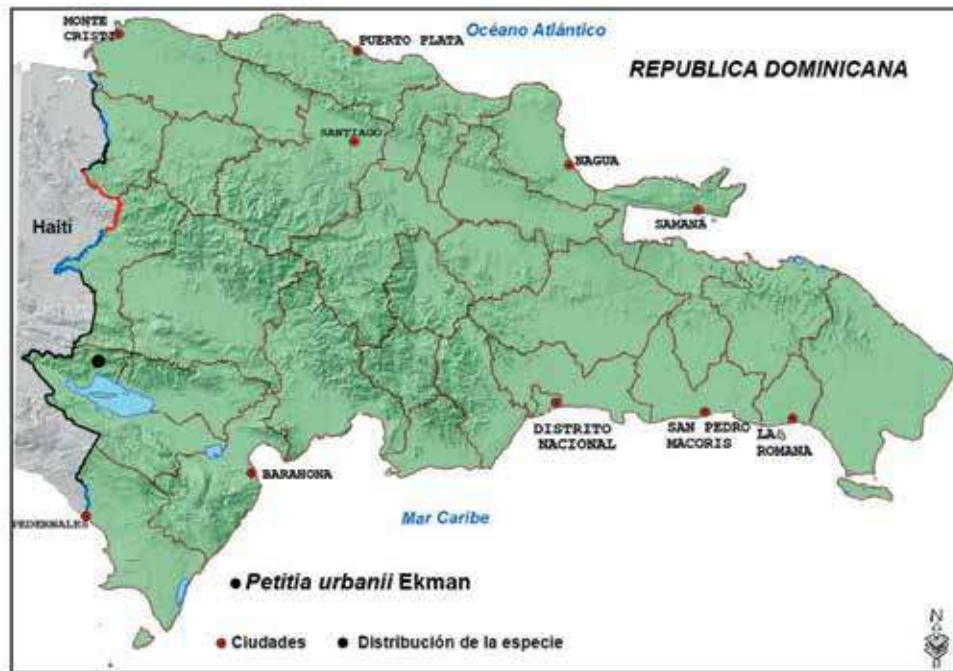 MONTE
CRISTI
PUERTO PLATA
Océano Atlántico
REPUBLICA DOMINICANA
SANTIAGO
NAGUA
SAMANÁ
Haití
DISTRITO
NACIONAL
SAN PEDRO
MACORIS
LA
ROMANA
BARAHONA
PEDERNALES
Mar Caribe
Petitia urbanii Ekman
Ciudades
Distribución de la especie
N